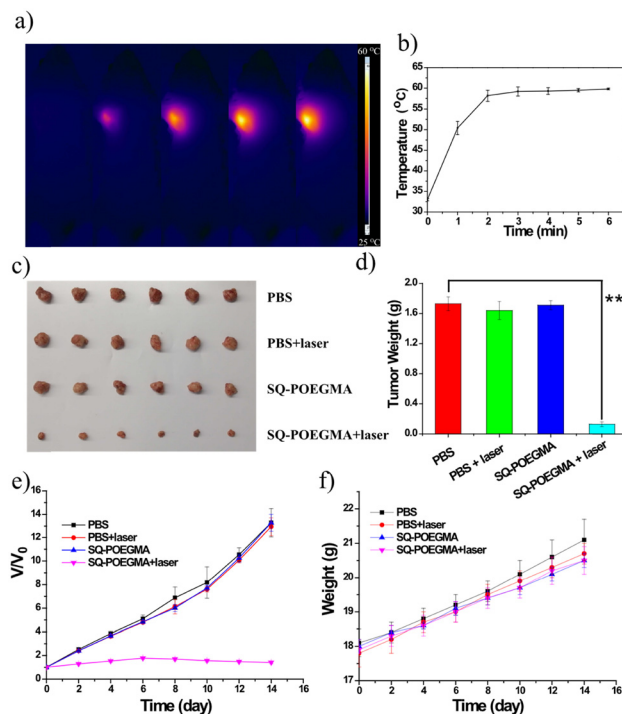 a)
60 °C
25 °C
b)
Temperature (°C)
65
60
55
50
45
40
35
30
0 1 2 3 4 5 6
Time (min)
c)
PBS
PBS+laser
SQ-POEGMA
SQ-POEGMA+laser
d)
Tumor Weight (g)
**
1.8
1.2
0.6
0.0
PBS
PBS + laser
SQ-POEGMA
SQ-POEGMA + laser
e)
V/V0
16
14
12
10
8
6
4
2
0
PBS
PBS+laser
SQ-POEGMA
SQ-POEGMA+laser
0 2 4 6 8 10 12 14 16
Time (day)
f)
Weight (g)
22
21
20
19
18
17
PBS
PBS+laser
SQ-POEGMA
SQ-POEGMA+laser
0 2 4 6 8 10 12 14 16
Time (day)